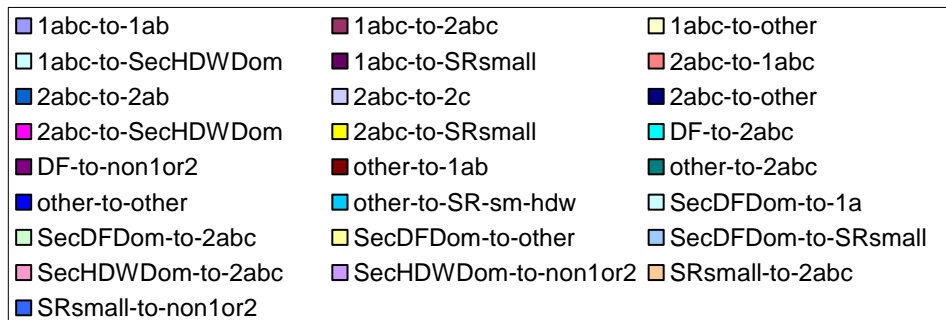 1abc-to-1ab 1abc-to-2abc 1abc-to-other
1abc-to-SecHDWDom 1abc-to-SRsmall 2abc-to-1abc
2abc-to-2ab 2abc-to-2c 2abc-to-other
2abc-to-SecHDWDom 2abc-to-SRsmall DF-to-2abc
DF-to-non1or2 other-to-1ab other-to-2abc
other-to-other other-to-SR-sm-hdw SecDFDom-to-1a
SecDFDom-to-2abc SecDFDom-to-other SecDFDom-to-SRsmall
SecHDWDom-to-2abc SecHDWDom-to-non1or2 SRsmall-to-2abc
SRsmall-to-non1or2